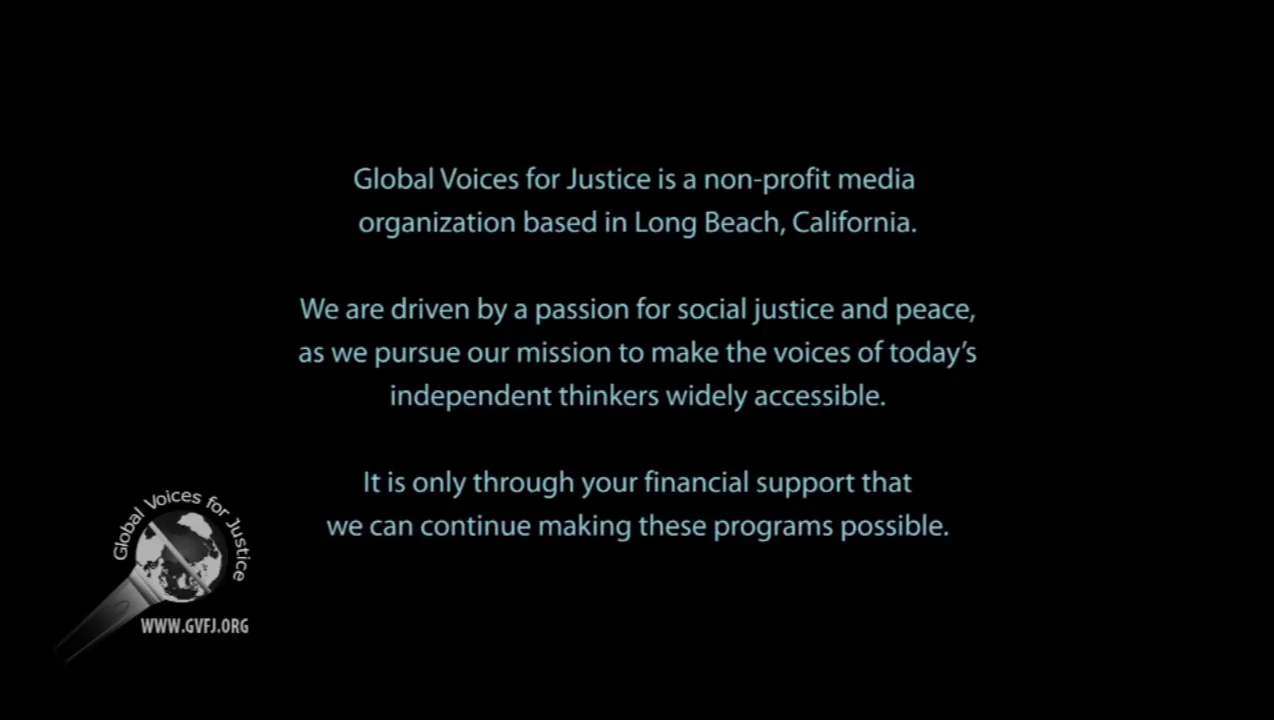 Global Voices for Justice is a non-profit media
organization based in Long Beach, California.
We are driven by a passion for social justice and peace,
as we pursue our mission to make the voices of today's
independent thinkers widely accessible.
It is only through your financial support that
we can continue making these programs possible.
Global Voices for Justice
WWW.GVFJ.ORG